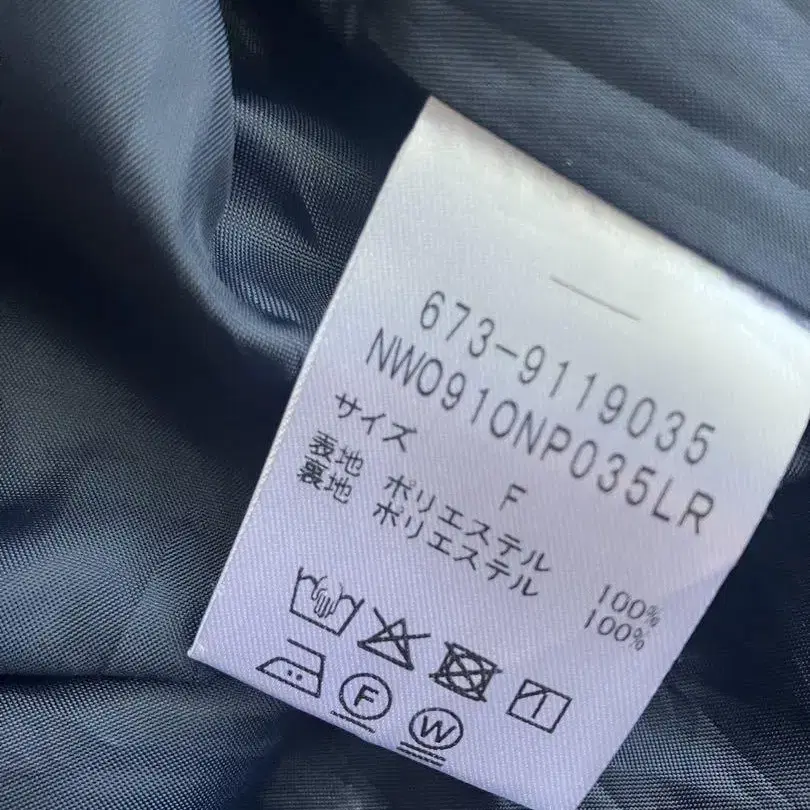 673-9119035
NW0910NP035LR
サイズ F
表地 ポリエステル 100%
裏地 ポリエステル 100%
F
W